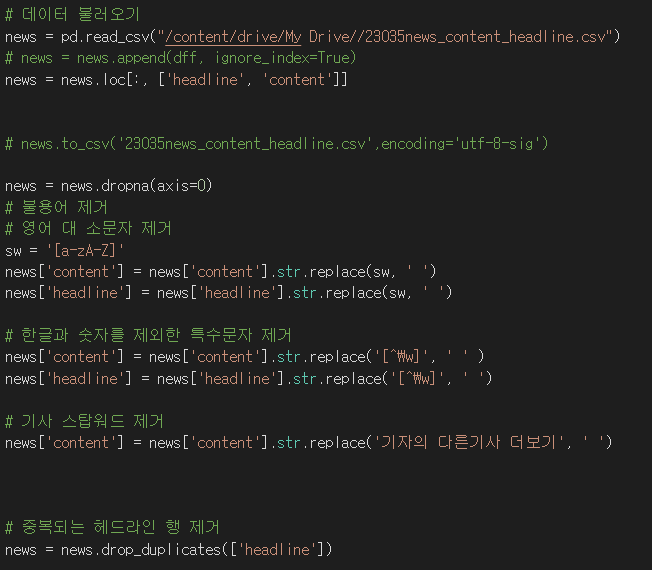 # 데이터 불러오기
news = pd.read_csv("/content/drive/My Drive//23035news_content_headline.csv")
# news = news.append(dff, ignore_index=True)
news = news.loc[:, ['headline', 'content']]
# news.to_csv('23035news_content_headline.csv',encoding='utf-8-sig')
news = news.dropna(axis=0)
# 불용어 제거
# 영어 대 소문자 제거
sw = '[a-zA-Z]'
news['content'] = news['content'].str.replace(sw, ' ')
news['headline'] = news['headline'].str.replace(sw, ' ')
# 한글과 숫자를 제외한 특수문자 제거
news['content'] = news['content'].str.replace('[^₩w]', ' ' )
news['headline'] = news['headline'].str.replace('[^₩w]', ' ')
# 기사 스탑워드 제거
news['content'] = news['content'].str.replace('기자의 다른기사 더보기', ' ')
# 중복되는 헤드라인 행 제거
news = news.drop_duplicates(['headline'])